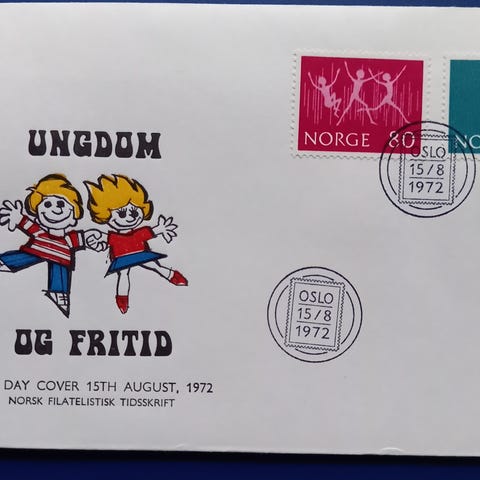 UNGDOM
OG FRITID
DAY COVER 15TH AUGUST, 1972
NORSK FILATELISTISK TIDSSKRIFT
NORGE 80
NO
OSLO
15/8
1972
OSLO
15/8
1972